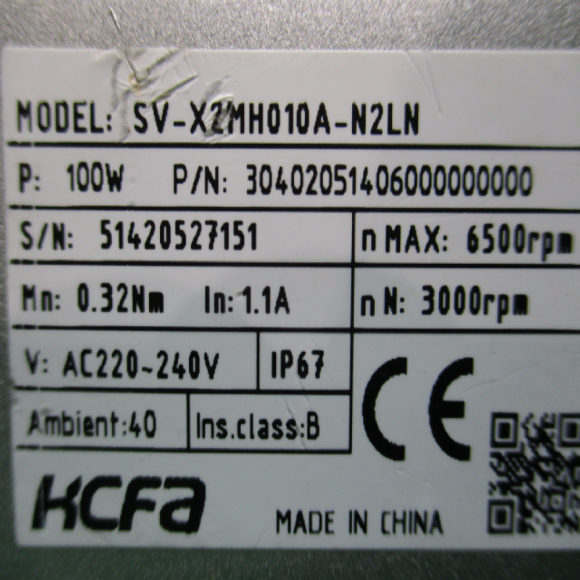 MODEL: SV-X2MH010A-N2LN
P: 100W P/N: 30402051406000000000
S/N: 51420527151 n MAX: 6500rpm
Mn: 0.32Nm In: 1.1A n N: 3000rpm
V: AC220~240V IP67 CE
Ambient:40 Ins.class:B
KCFA MADE IN CHINA